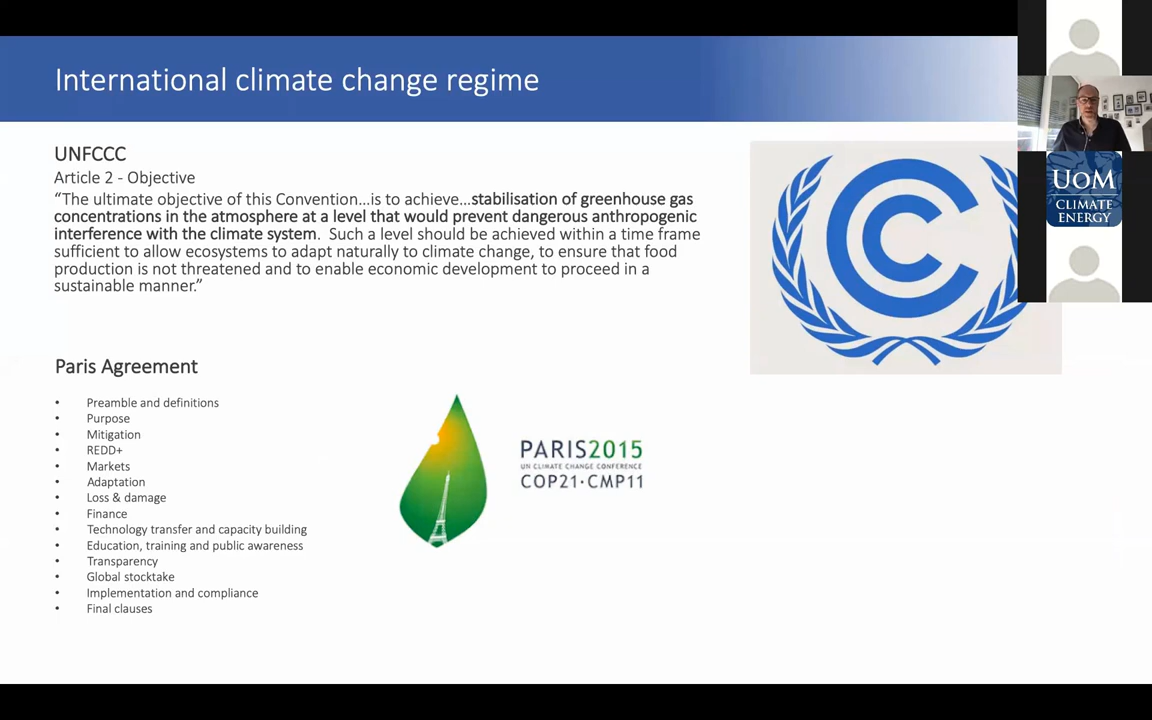 International climate change regime
UNFCCC
Article 2 - Objective
“The ultimate objective of this Convention…is to achieve…stabilisation of greenhouse gas
concentrations in the atmosphere at a level that would prevent dangerous anthropogenic
interference with the climate system.  Such a level should be achieved within a time frame
sufficient to allow ecosystems to adapt naturally to climate change, to ensure that food
production is not threatened and to enable economic development to proceed in a
sustainable manner.”
UoM
CLIMATE
ENERGY
Paris Agreement
• Preamble and definitions
• Purpose
• Mitigation
• REDD+
• Markets
• Adaptation
• Loss & damage
• Finance
• Technology transfer and capacity building
• Education, training and public awareness
• Transparency
• Global stocktake
• Implementation and compliance
• Final clauses
PARIS2015
UN CLIMATE CHANGE CONFERENCE
COP21·CMP11